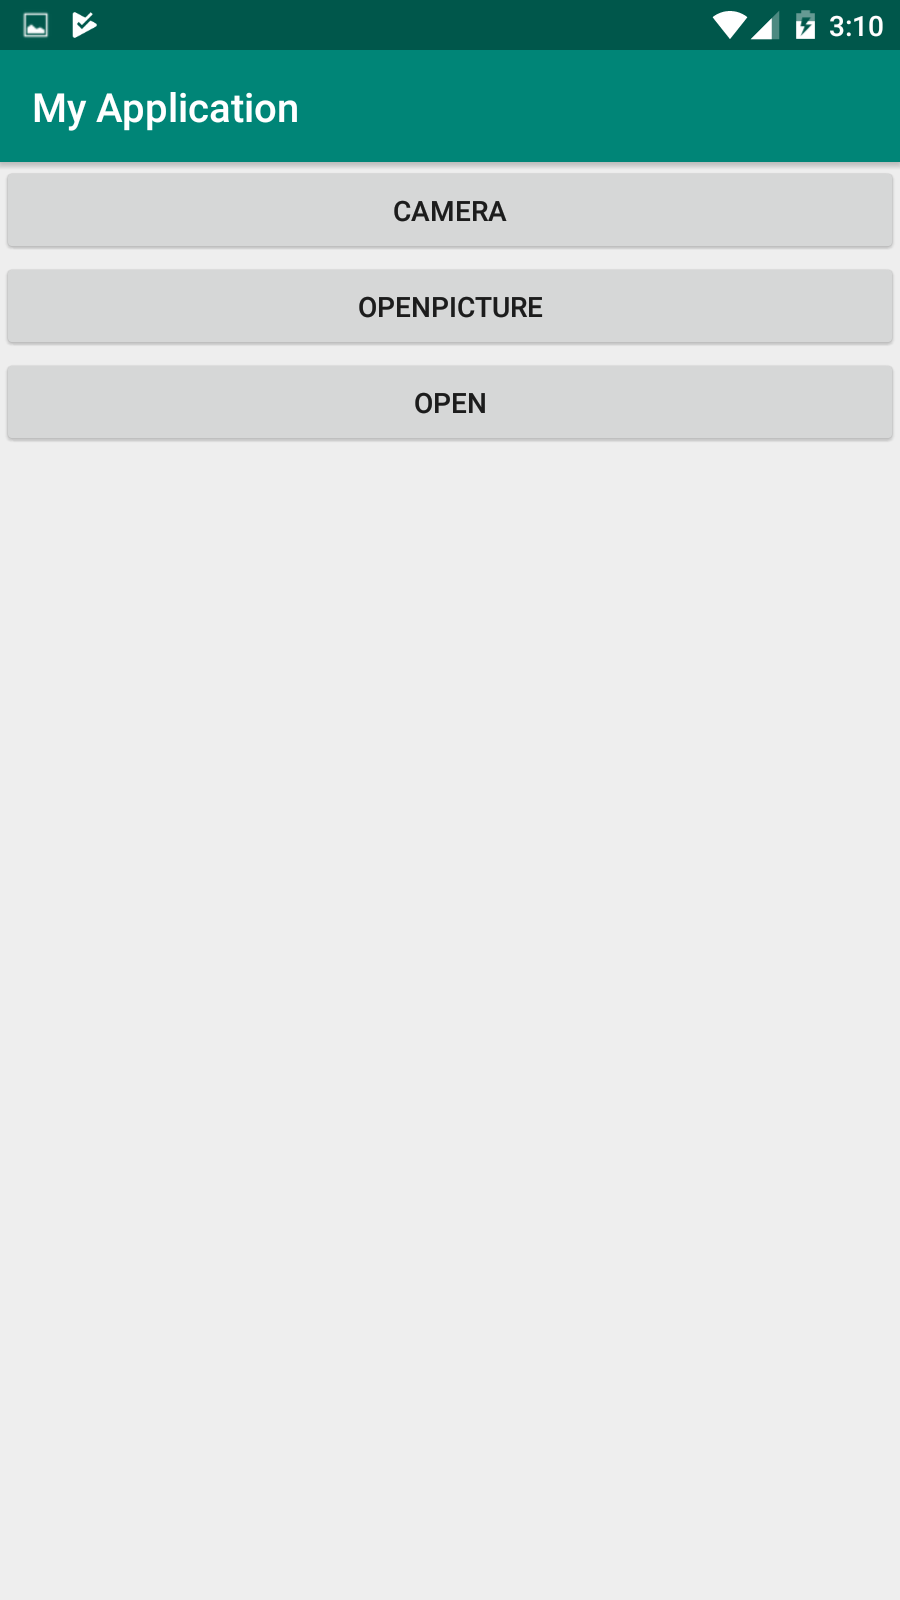 3:10
My Application
CAMERA
OPENPICTURE
OPEN